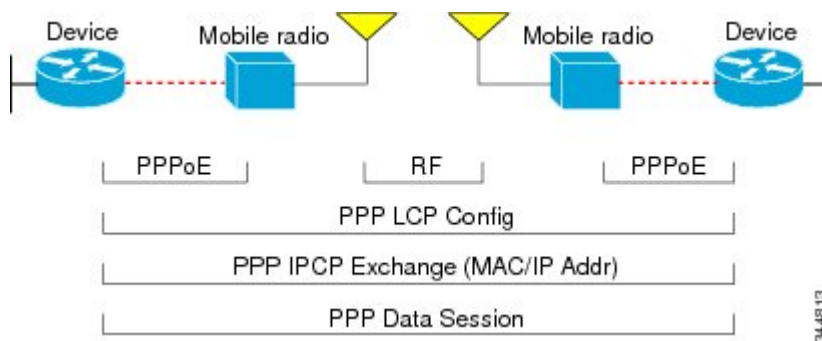 Device Mobile radio Mobile radio Device
PPPoE RF PPPoE
PPP LCP Config
PPP IPCP Exchange (MAC/IP Addr)
PPP Data Session
344813